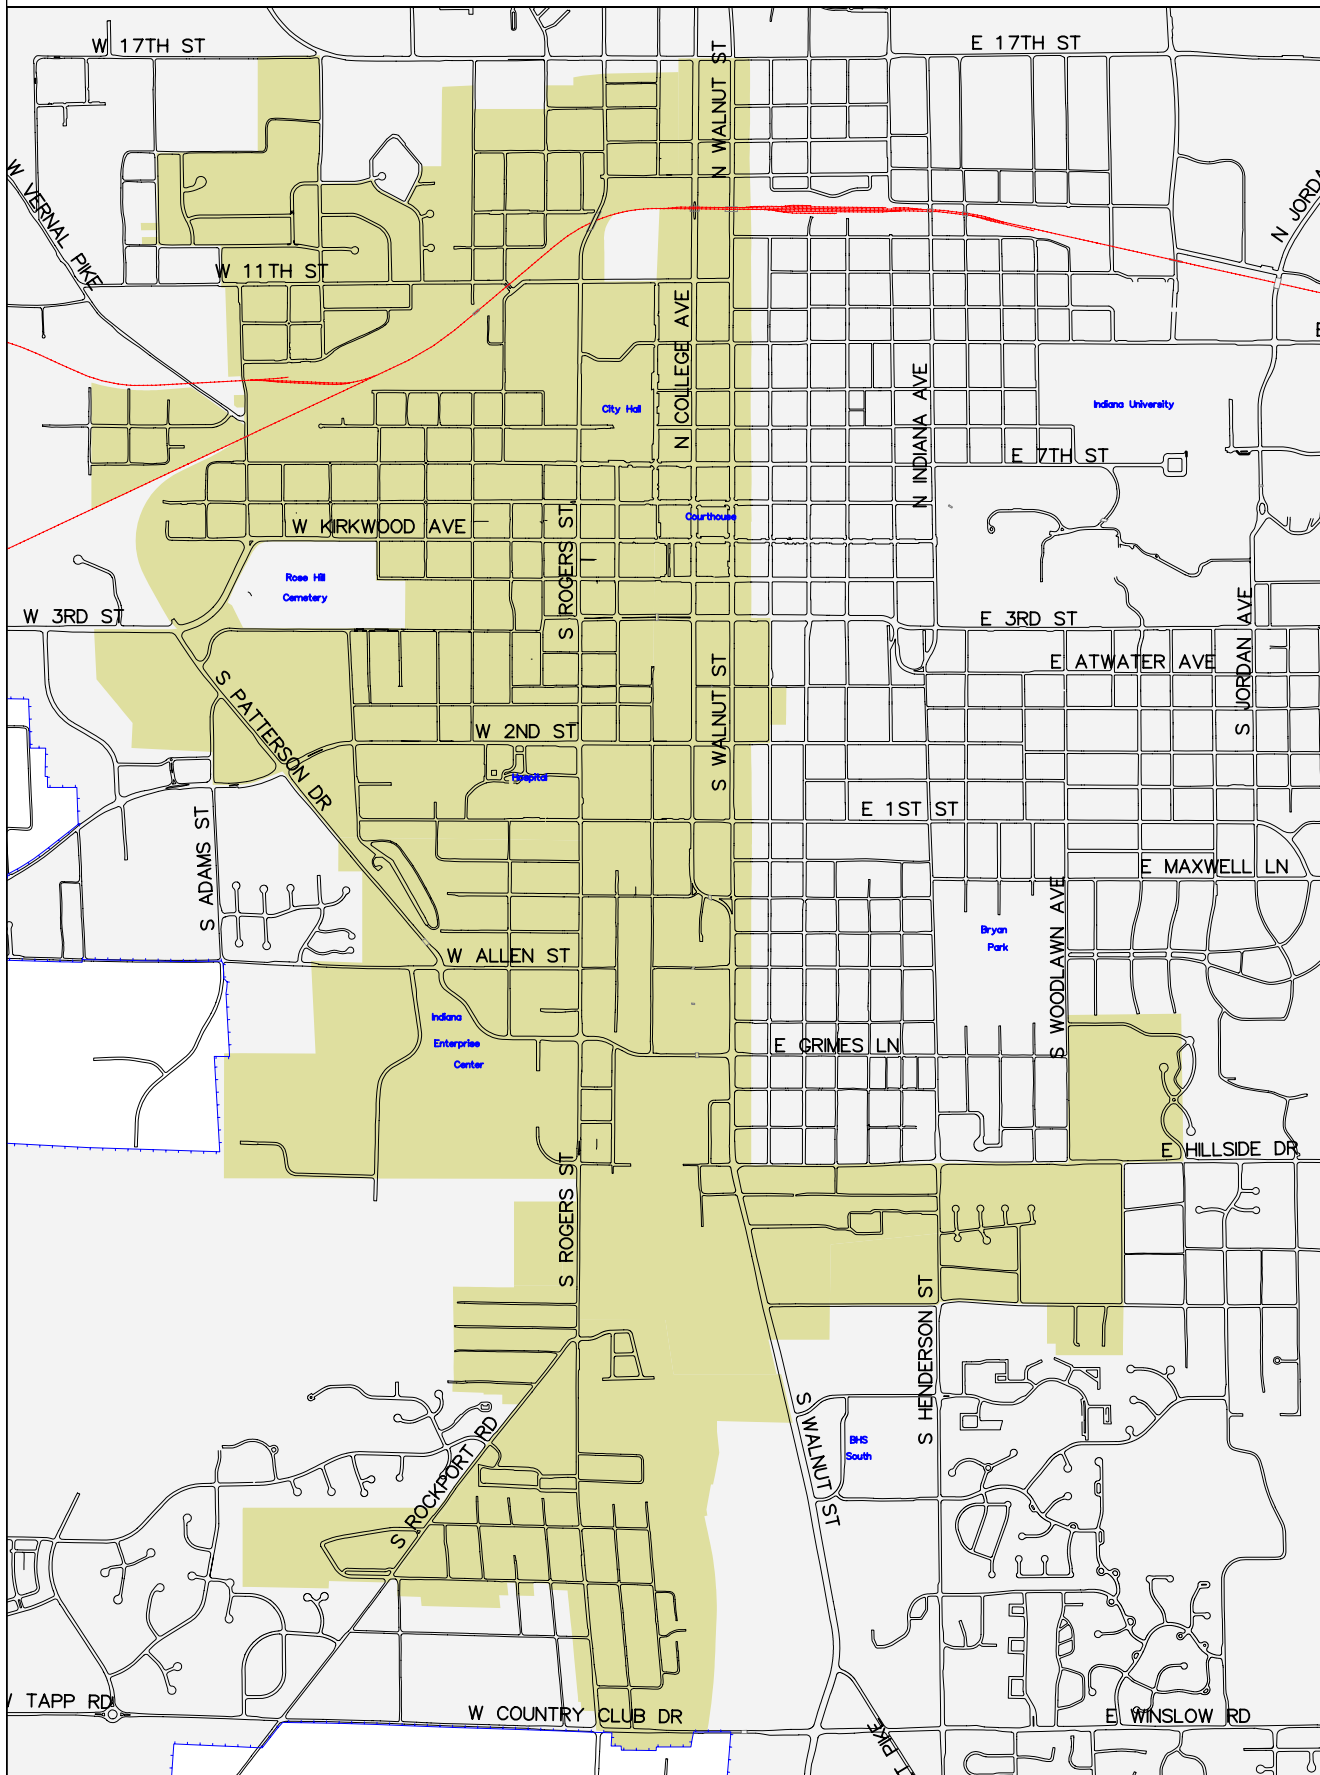 W 17TH ST
E 17TH ST
N WALNUT ST
W VERNAL PIKE
W 11TH ST
N COLLEGE AVE
City Hall
N INDIANA AVE
Indiana University
E 7TH ST
Courthouse
W KIRKWOOD AVE
S ROGERS ST
Rose Hill
Cemetery
W 3RD ST
E 3RD ST
E ATWATER AVE
S JORDAN AVE
S PATTERSON DR
S WALNUT ST
W 2ND ST
Hospital
E 1ST ST
S ADAMS ST
E MAXWELL LN
S WOODLAWN AVE
Bryan
Park
W ALLEN ST
Indiana
Enterprise
Center
E GRIMES LN
E HILLSIDE DR
S ROGERS ST
S HENDERSON ST
S WALNUT ST
BHS
South
S ROCKPORT RD
TAPP RD
W COUNTRY CLUB DR
E WINSLOW RD
PIKE